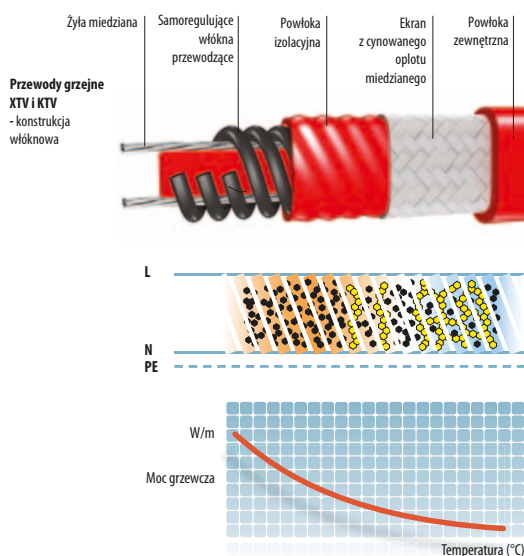 Żyła miedziana
Samoregulujące
włókna
przewodzące
Powłoka
izolacyjna
Ekran
z cynowanego
oplotu
miedzianego
Powłoka
zewnętrzna
Przewody grzejne
XTV i KTV
- konstrukcja
włóknowa
L
N
PE
W/m
Moc grzewcza
Temperatura (°C)